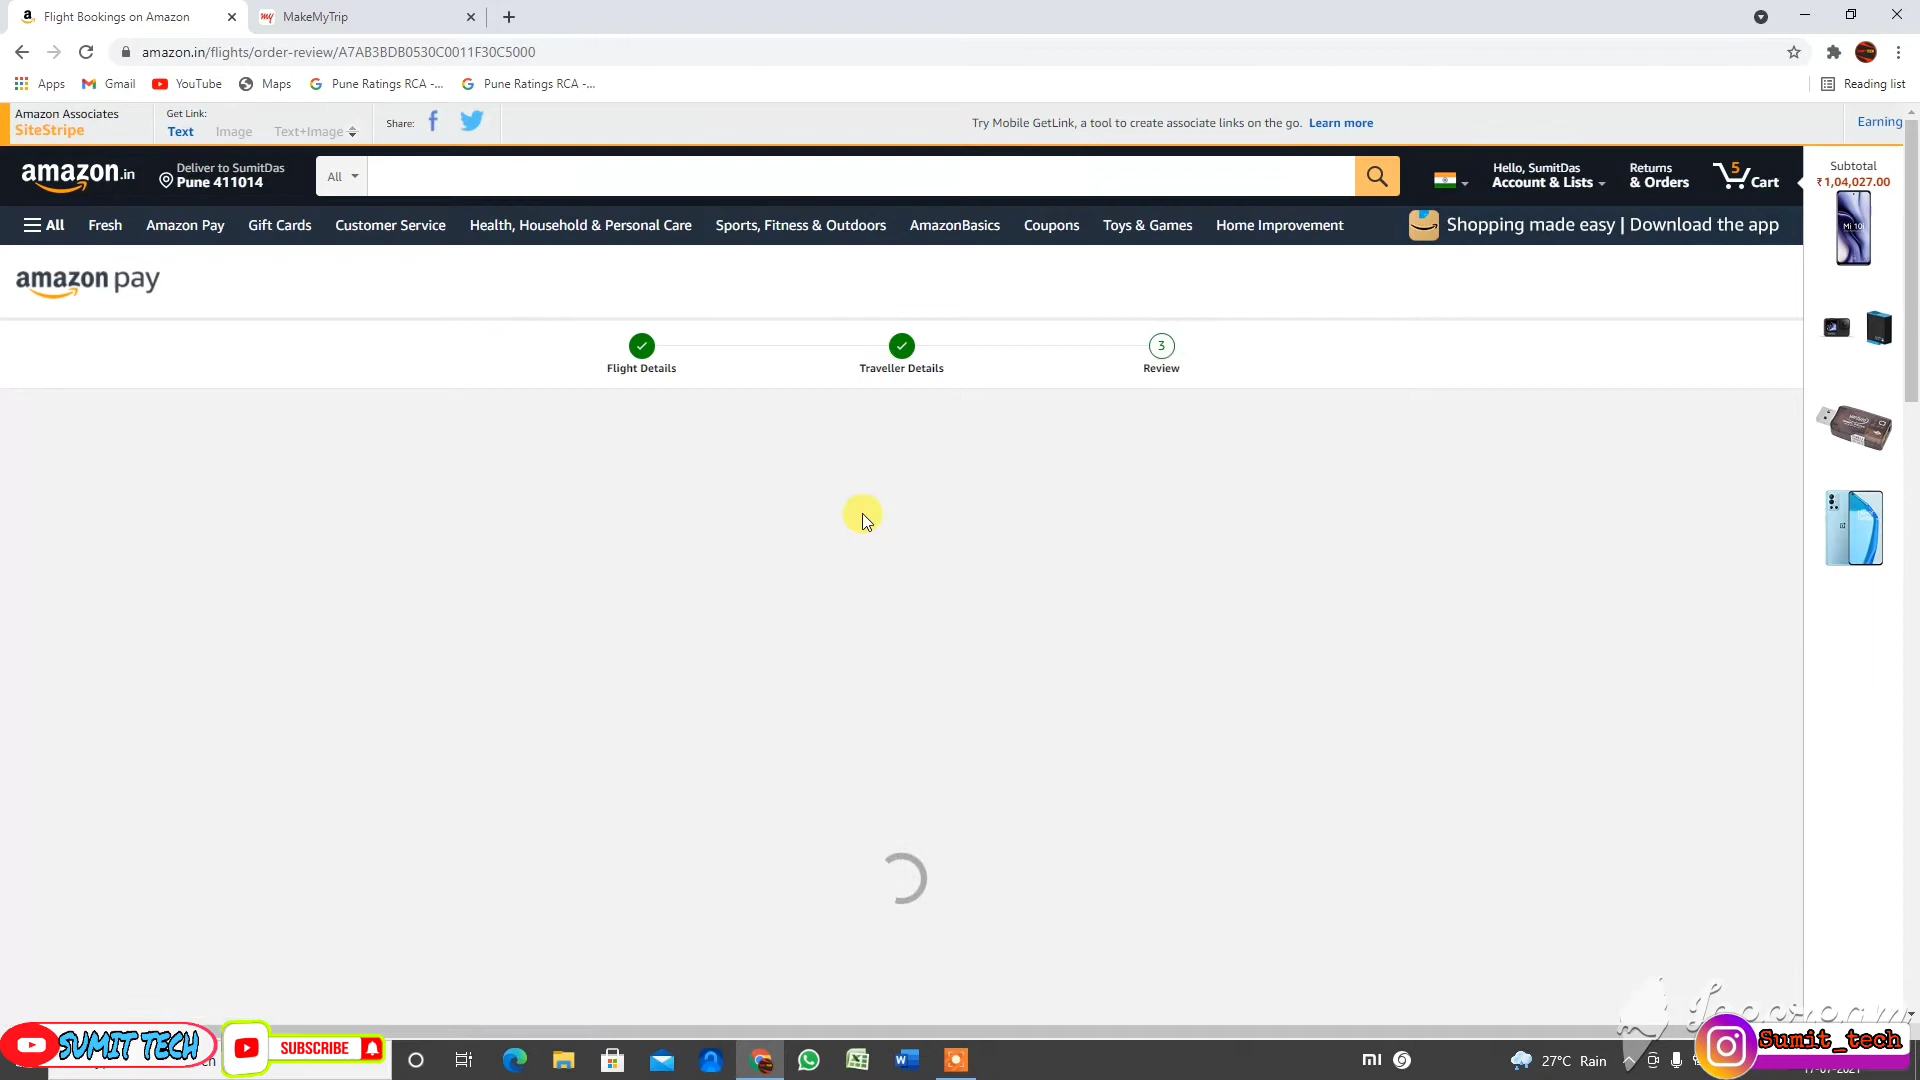 Flight Bookings on Amazon
MakeMyTrip
amazon.in/flights/order-review/A7AB3BDB0530C0011F30C5000
Apps
Gmail
YouTube
Maps
Pune Ratings RCA -...
Pune Ratings RCA -...
Reading list
Amazon Associates
SiteStripe
Get Link:
Text
Image
Text+Image
Share:
Try Mobile GetLink, a tool to create associate links on the go. Learn more
Earning
amazon.in
Deliver to SumitDas
Pune 411014
All
Hello, SumitDas
Account & Lists
Returns
& Orders
5
Cart
Subtotal
₹1,04,027.00
Mi 10i
All
Fresh
Amazon Pay
Gift Cards
Customer Service
Health, Household & Personal Care
Sports, Fitness & Outdoors
AmazonBasics
Coupons
Toys & Games
Home Improvement
Shopping made easy | Download the app
amazon pay
3
Flight Details
Traveller Details
Review
SUMIT TECH
SUBSCRIBE
27°C Rain
Sumit_tech
17-07-2021